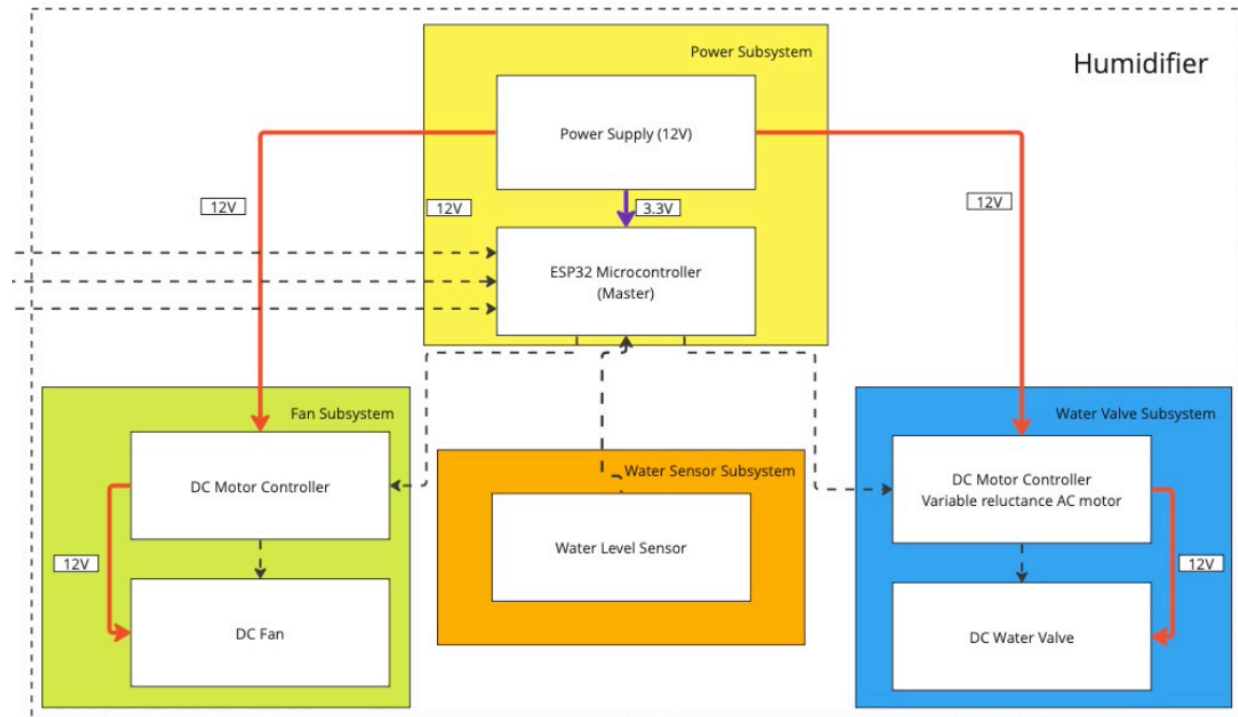 Power Subsystem
Humidifier
Power Supply (12V)
12V
12V
3.3V
12V
ESP32 Microcontroller
(Master)
Fan Subsystem
Water Valve Subsystem
DC Motor Controller
Water Sensor Subsystem
DC Motor Controller
Variable reluctance AC motor
Water Level Sensor
12V
12V
DC Fan
DC Water Valve